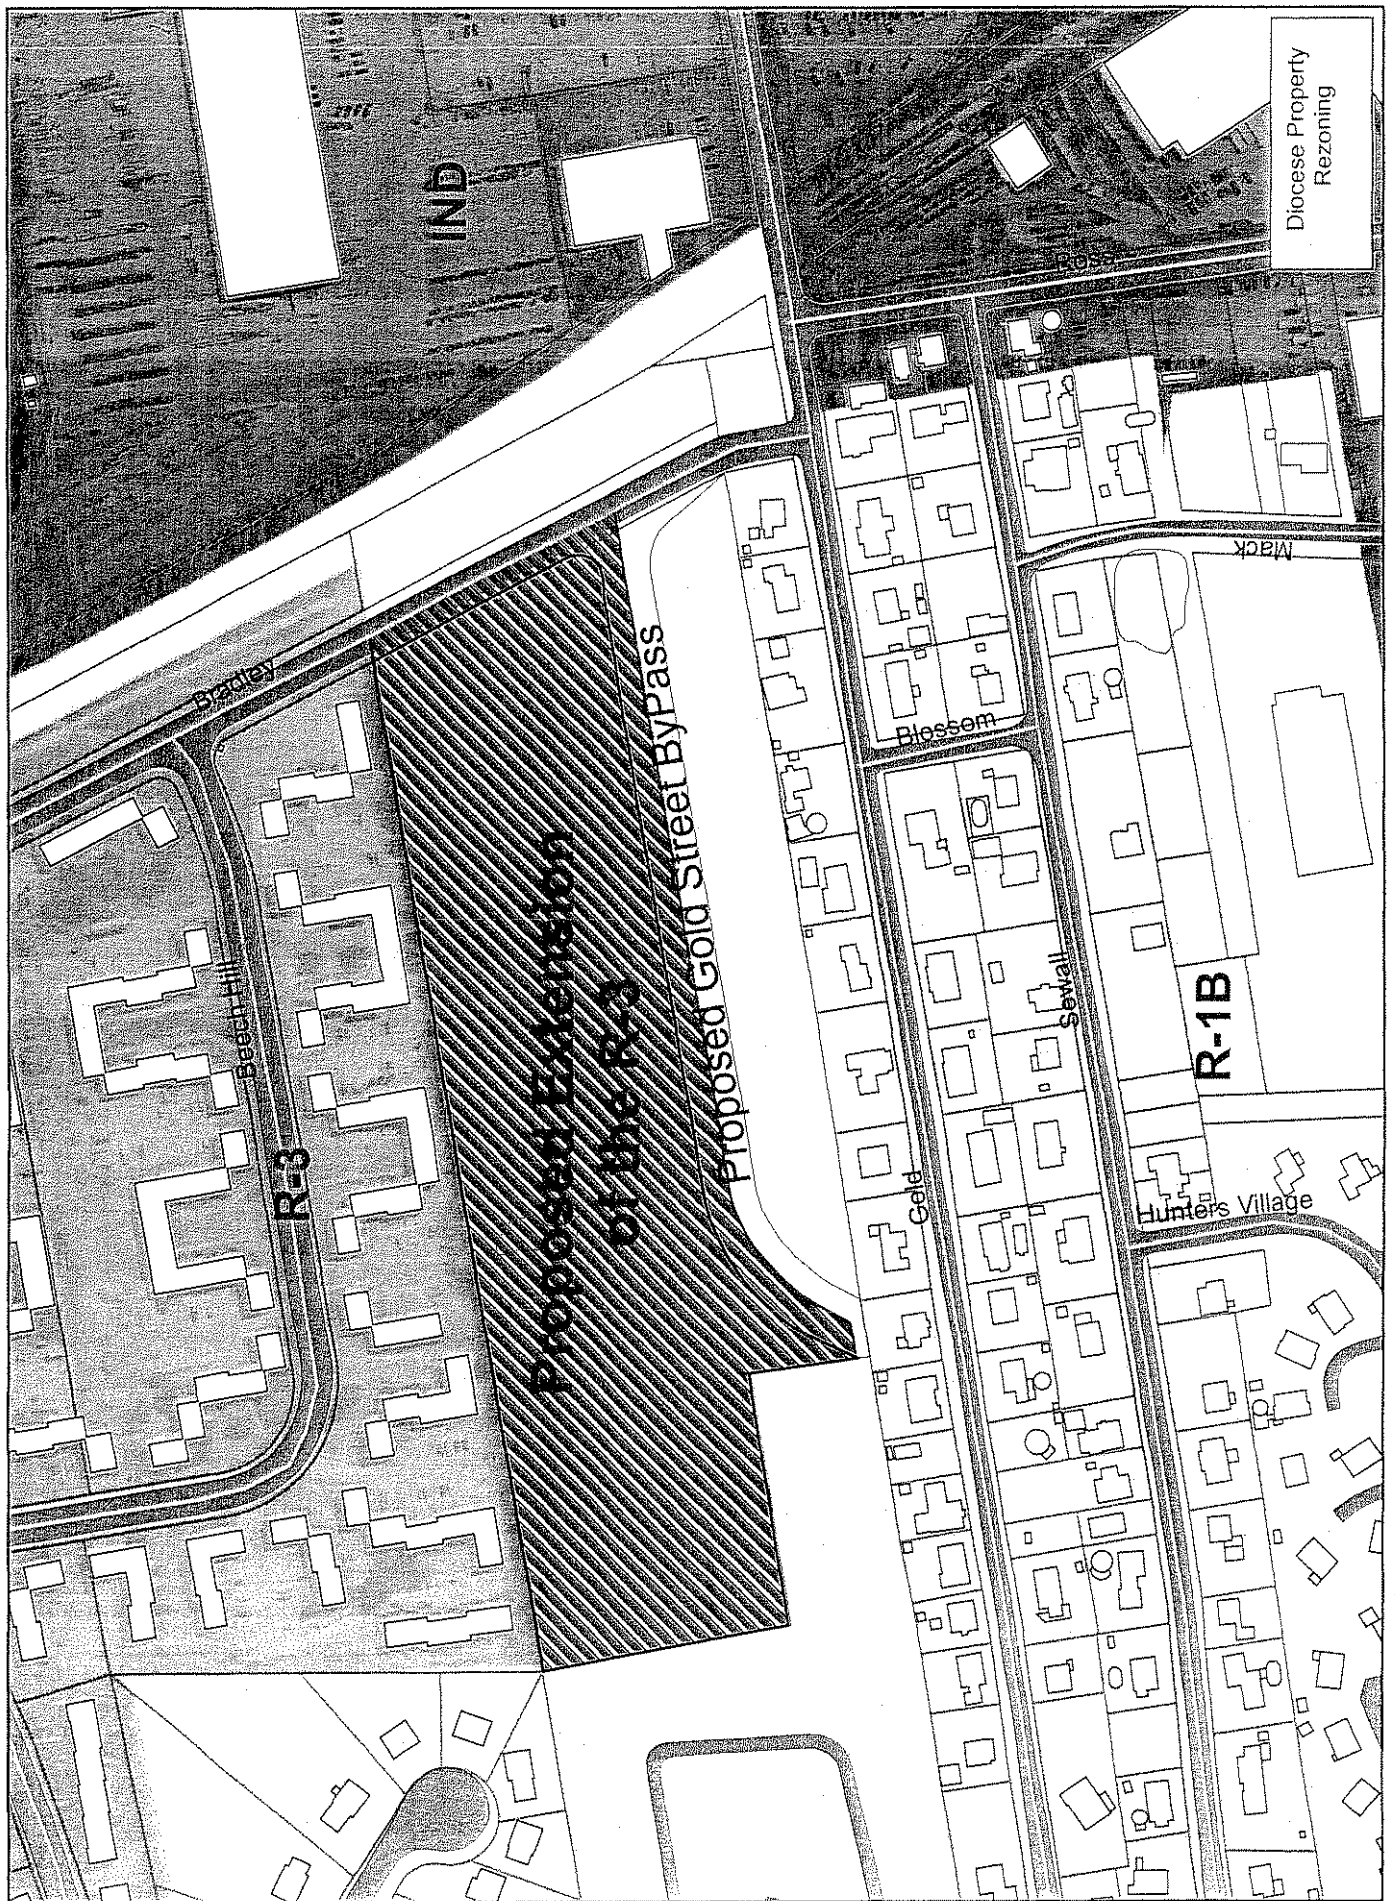 Diocese Property
Rezoning
IND
Ross
Bradley
Beech Hill
R-3
Proposed Extension
of the R-3
Proposed Gold Street ByPass
Blossom
Mack
Gold
Sewall
R-1B
Hunters Village